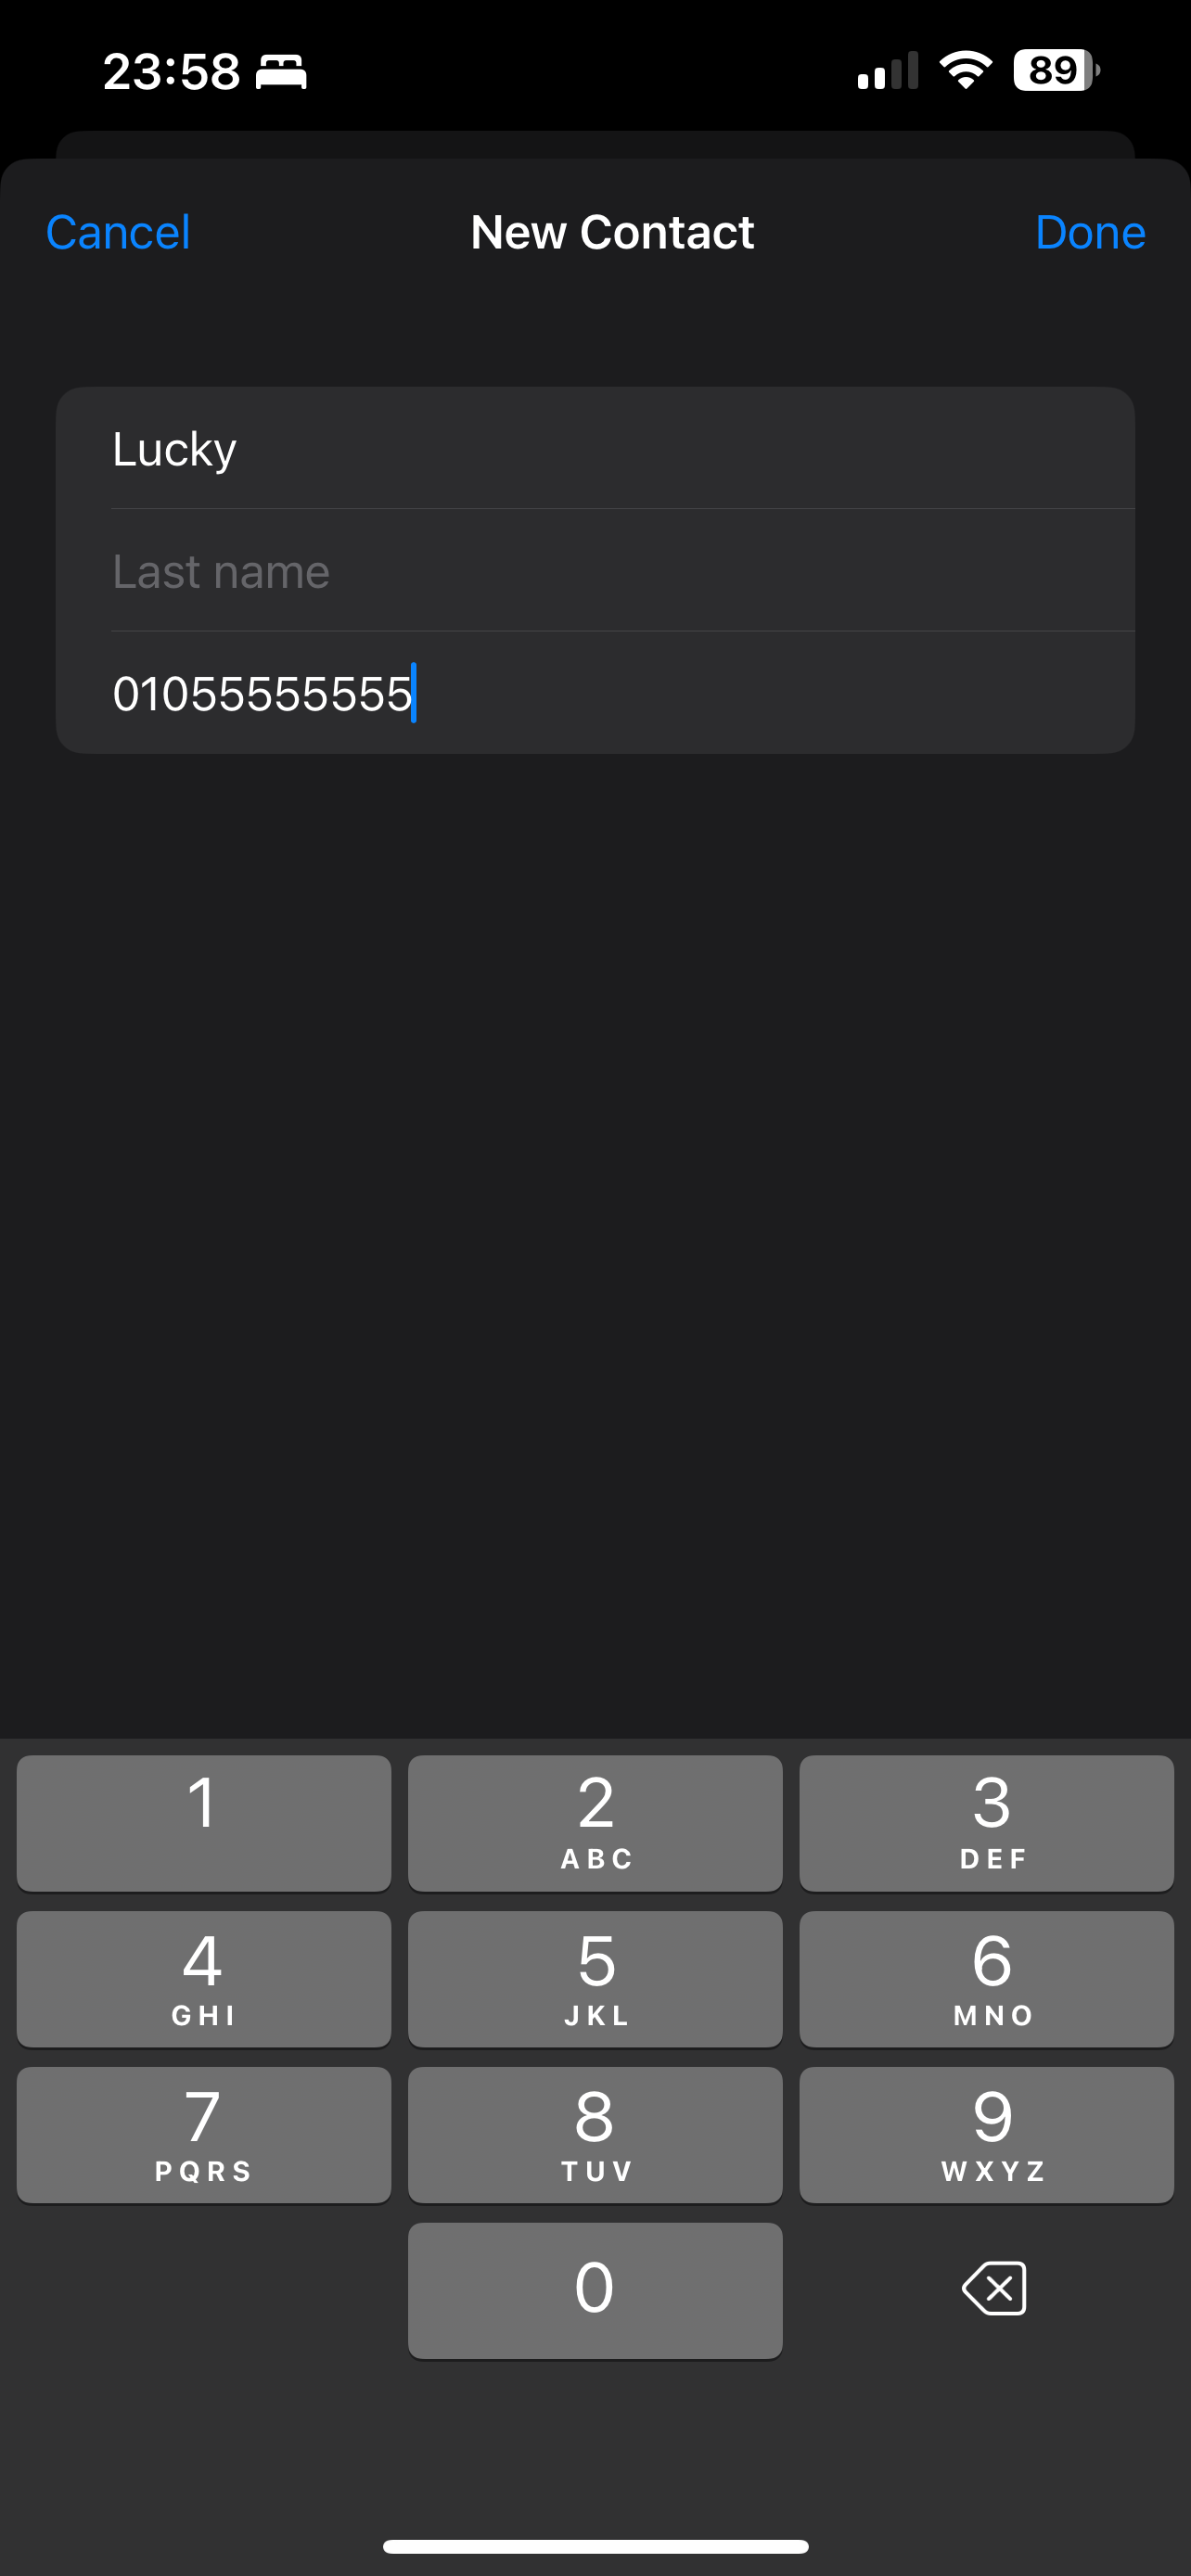 23:58
89
Cancel New Contact Done
Lucky
Last name
01055555555
1 2 3
ABC DEF
4 5 6
GHI JKL MNO
7 8 9
PQRS TUV WXYZ
0